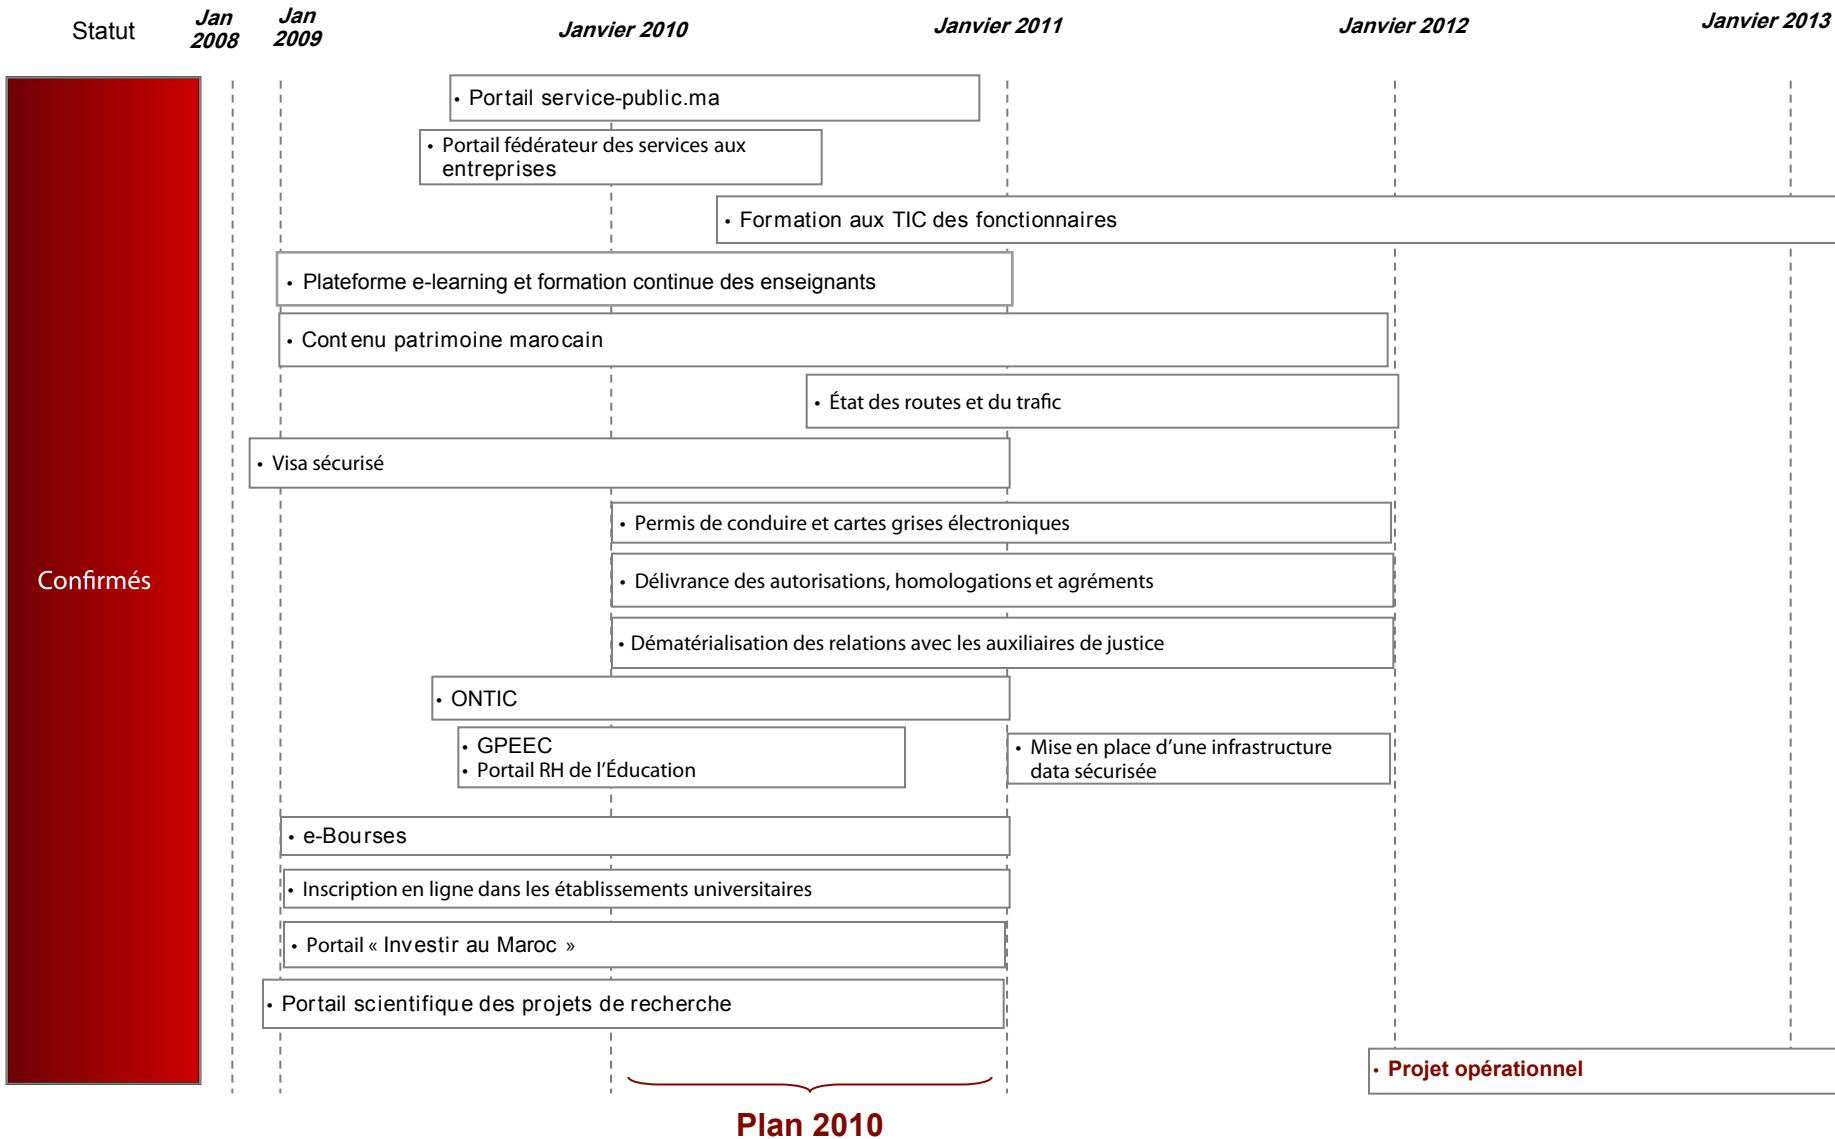 Statut
Jan 2008
Jan 2009
Janvier 2010
Janvier 2011
Janvier 2012
Janvier 2013
• Portail service-public.ma
• Portail fédérateur des services aux
entreprises
• Formation aux TIC des fonctionnaires
• Plateforme e-learning et formation continue des enseignants
• Contenu patrimoine marocain
• État des routes et du trafic
• Visa sécurisé
• Permis de conduire et cartes grises électroniques
Confirmés
• Délivrance des autorisations, homologations et agréments
• Dématérialisation des relations avec les auxiliaires de justice
• ONTIC
• GPEEC
• Portail RH de l’Éducation
• Mise en place d’une infrastructure
data sécurisée
• e-Bourses
• Inscription en ligne dans les établissements universitaires
• Portail « Investir au Maroc »
• Portail scientifique des projets de recherche
• Projet opérationnel
Plan 2010